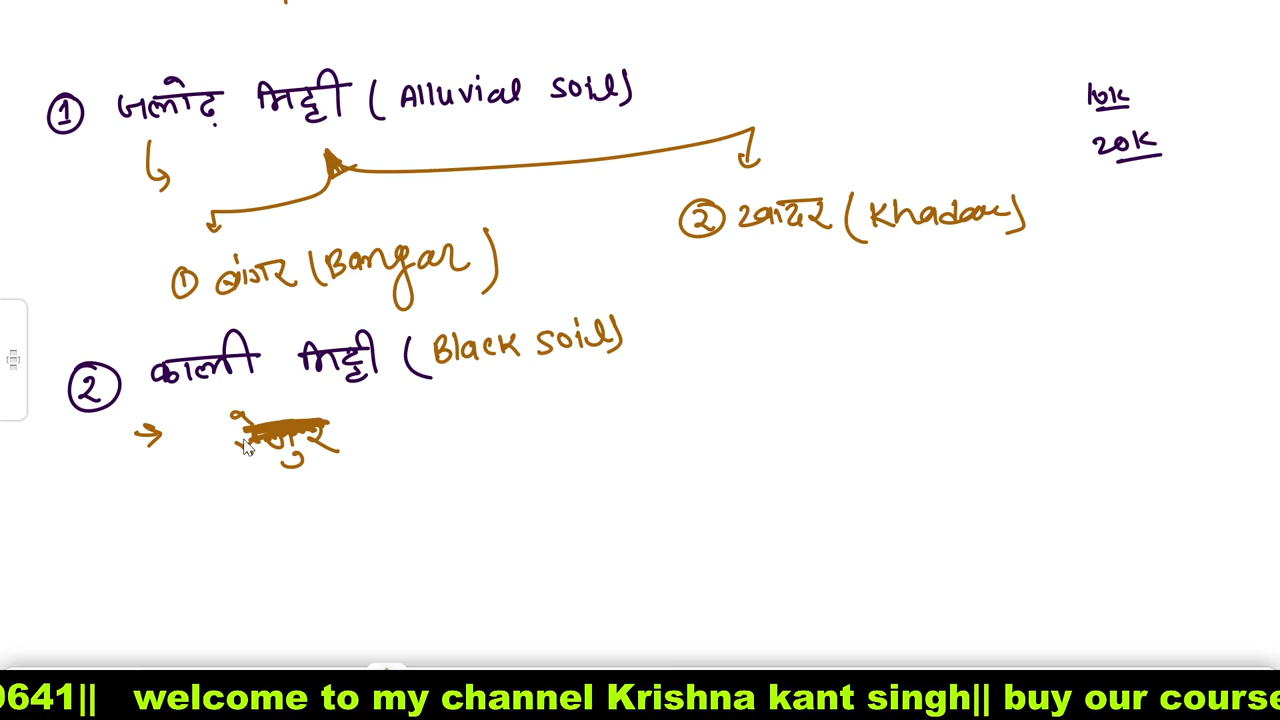 ① जलोढ़ मिट्टी (Alluvial soil)
10K
20K
② खादर (Khadar)
① बांगर (Bangar)
② काली मिट्टी (Black soil)
→
9641|| welcome to my channel Krishna kant singh|| buy our course